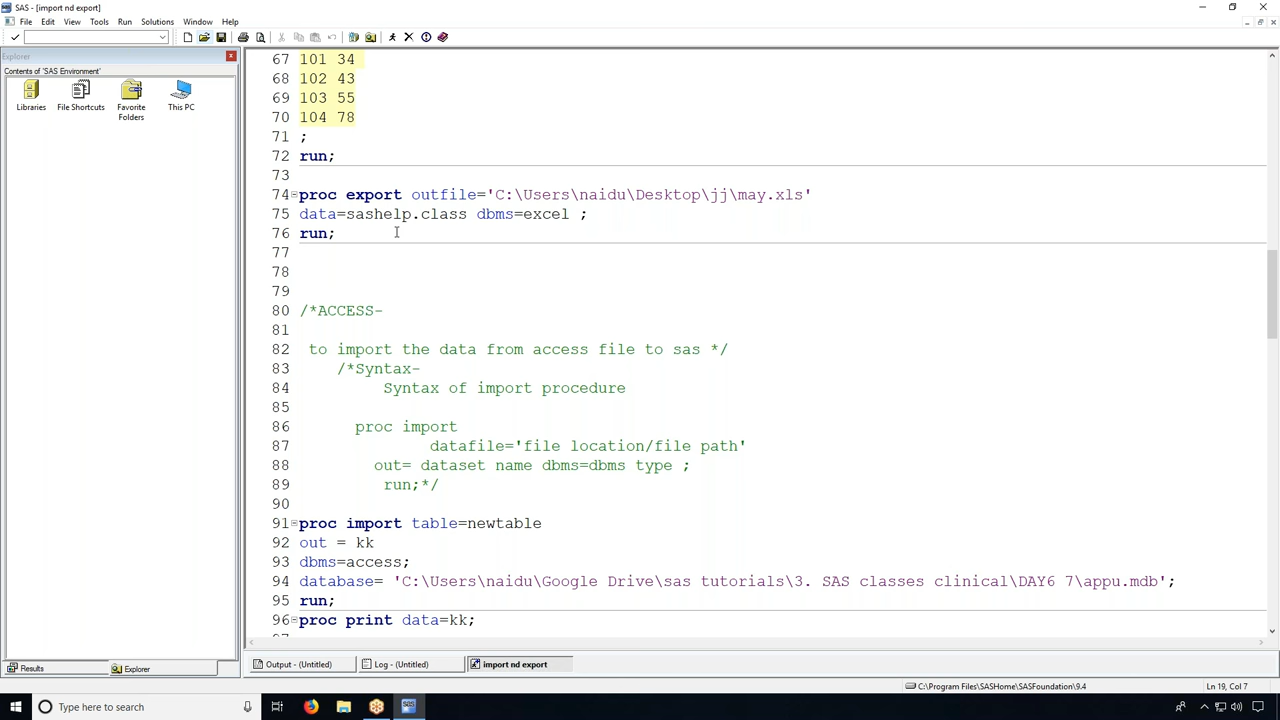 SAS - [import nd export]
File Edit View Tools Run Solutions Window Help
Explorer
Contents of 'SAS Environment'
Libraries File Shortcuts Favorite Folders This PC
67 101 34
68 102 43
69 103 55
70 104 78
71 ;
72 run;
73
74 proc export outfile='C:\Users\naidu\Desktop\jj\may.xls'
75 data=sashelp.class dbms=excel ;
76 run;
77
78
79
80 /*ACCESS-
81
82 to import the data from access file to sas */
83 /*Syntax-
84 Syntax of import procedure
85
86 proc import
87 datafile='file location/file path'
88 out= dataset name dbms=dbms type ;
89 run;*/
90
91 proc import table=newtable
92 out = kk
93 dbms=access;
94 database= 'C:\Users\naidu\Google Drive\sas tutorials\3. SAS classes clinical\DAY6 7\appu.mdb';
95 run;
96 proc print data=kk;
Results Explorer
Output - (Untitled) Log - (Untitled) import nd export
C:\Program Files\SASHome\SASFoundation\9.4
Ln 19, Col 7
Type here to search